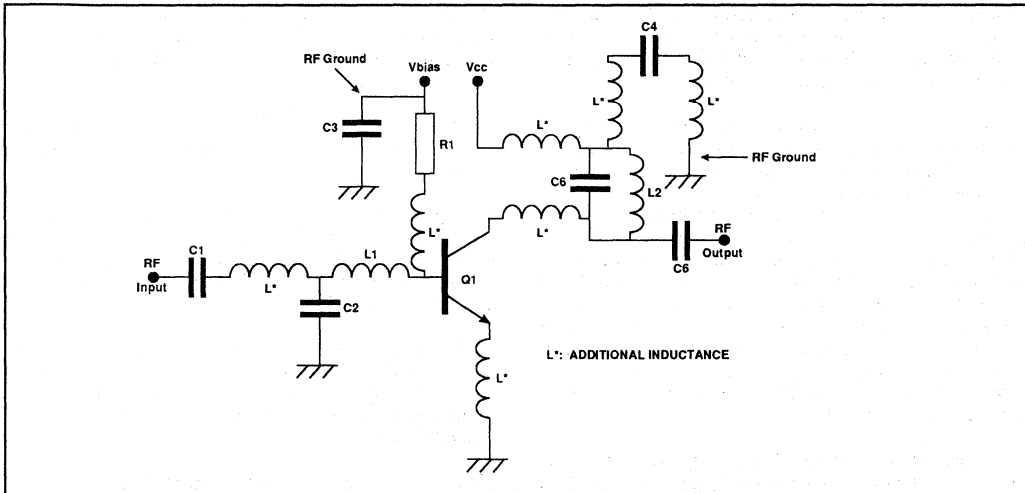 C4
RF Ground
Vbias
Vcc
L*
L*
L*
C3
R1
RF Ground
C6
L2
L*
L*
C1
L1
C6
RF
Output
RF
Input
L*
Q1
C2
L*: ADDITIONAL INDUCTANCE
L*